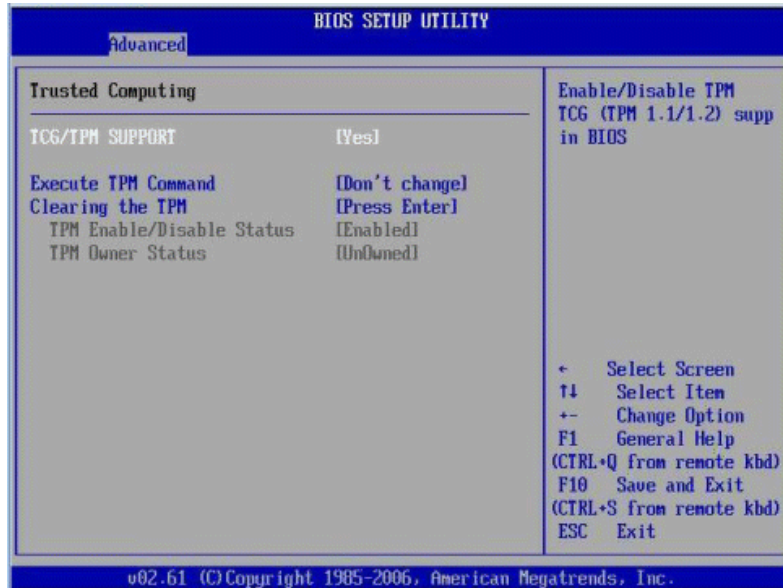 BIOS SETUP UTILITY
Advanced
Trusted Computing
TCG/TPM SUPPORT [Yes]
Execute TPM Command [Don't change]
Clearing the TPM [Press Enter]
TPM Enable/Disable Status [Enabled]
TPM Owner Status [UnOwned]
Enable/Disable TPM
TCG (TPM 1.1/1.2) supp
in BIOS
← Select Screen
↑↓ Select Item
+- Change Option
F1 General Help
(CTRL+Q from remote kbd)
F10 Save and Exit
(CTRL+S from remote kbd)
ESC Exit
v02.61 (C)Copyright 1985-2006, American Megatrends, Inc.